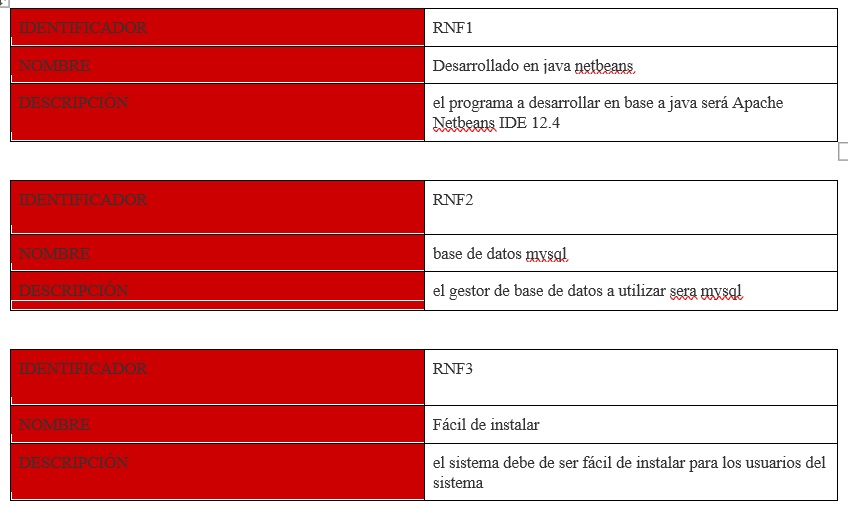 IDENTIFICADOR RNF1
NOMBRE Desarrollado en java netbeans.
DESCRIPCIÓN el programa a desarrollar en base a java será Apache
Netbeans IDE 12.4
IDENTIFICADOR RNF2
NOMBRE base de datos mysql
DESCRIPCIÓN el gestor de base de datos a utilizar sera mysql
IDENTIFICADOR RNF3
NOMBRE Fácil de instalar
DESCRIPCIÓN el sistema debe de ser fácil de instalar para los usuarios del
sistema